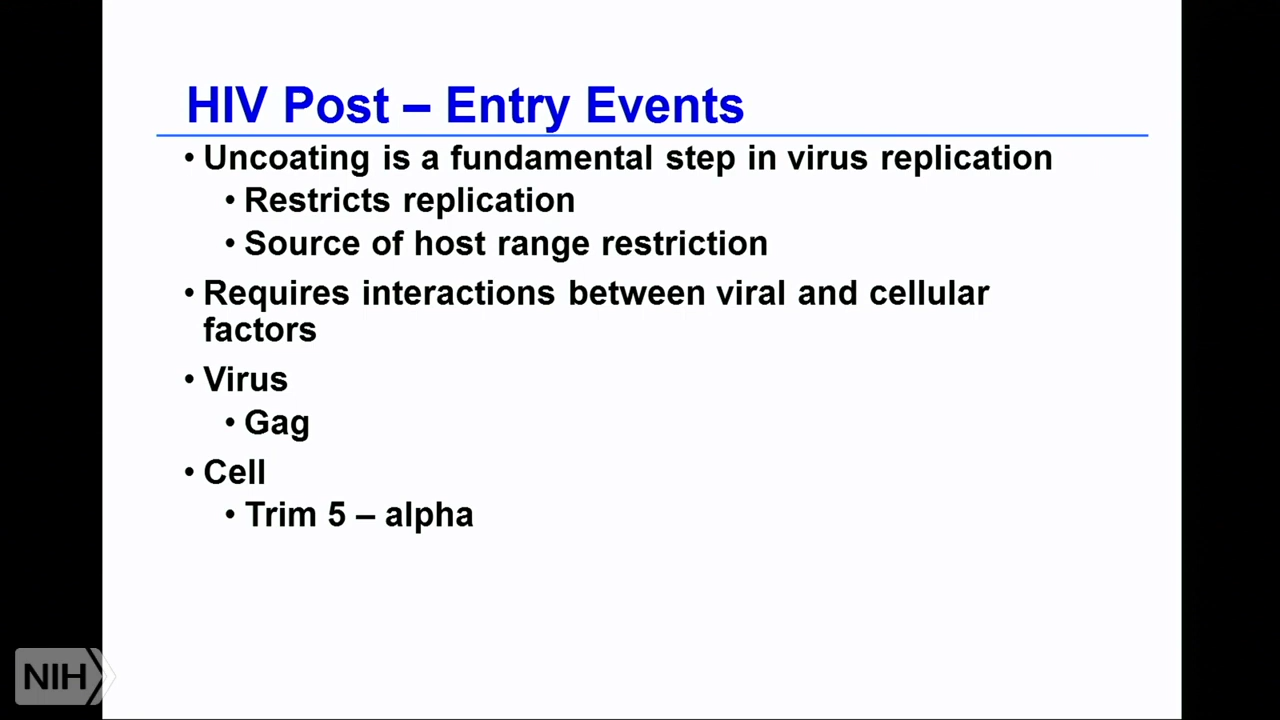 HIV Post – Entry Events
• Uncoating is a fundamental step in virus replication
• Restricts replication
• Source of host range restriction
• Requires interactions between viral and cellular
factors
• Virus
• Gag
• Cell
• Trim 5 – alpha
NIH